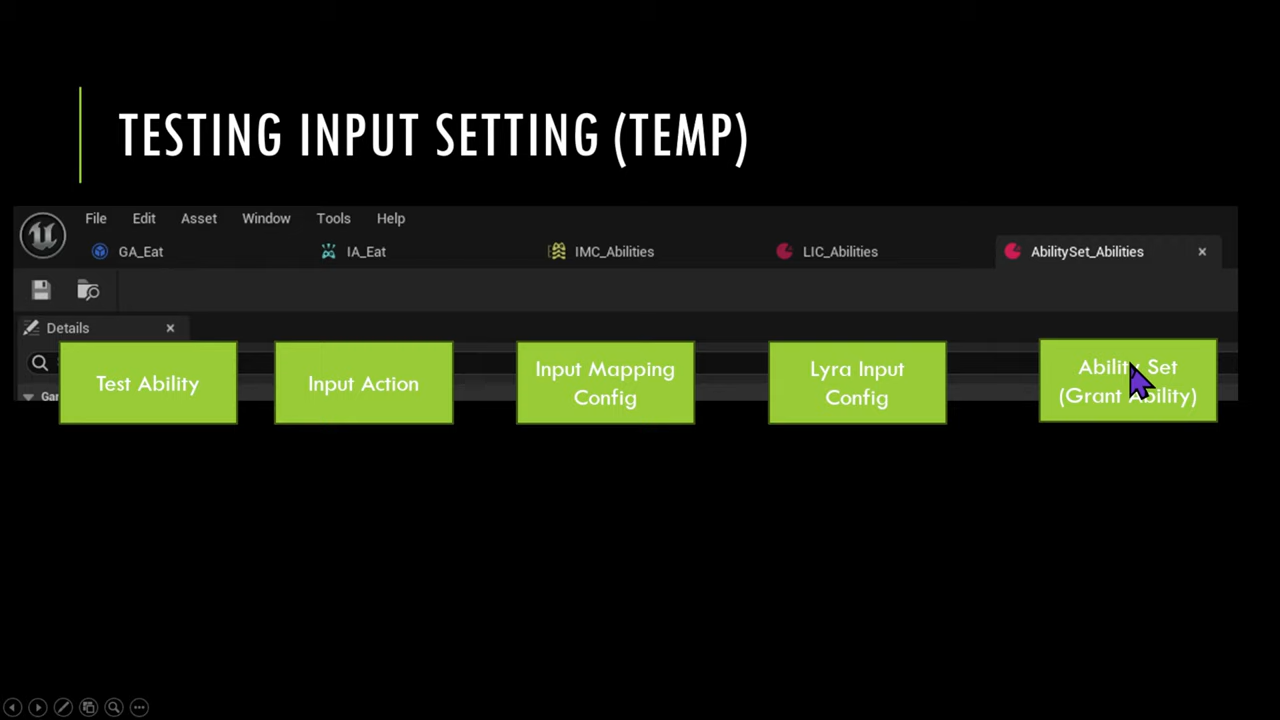 TESTING INPUT SETTING (TEMP)
File Edit Asset Window Tools Help
GA_Eat IA_Eat IMC_Abilities LIC_Abilities AbilitySet_Abilities
Details
Test Ability
Input Action
Input Mapping
Config
Lyra Input
Config
Ability Set
(Grant Ability)